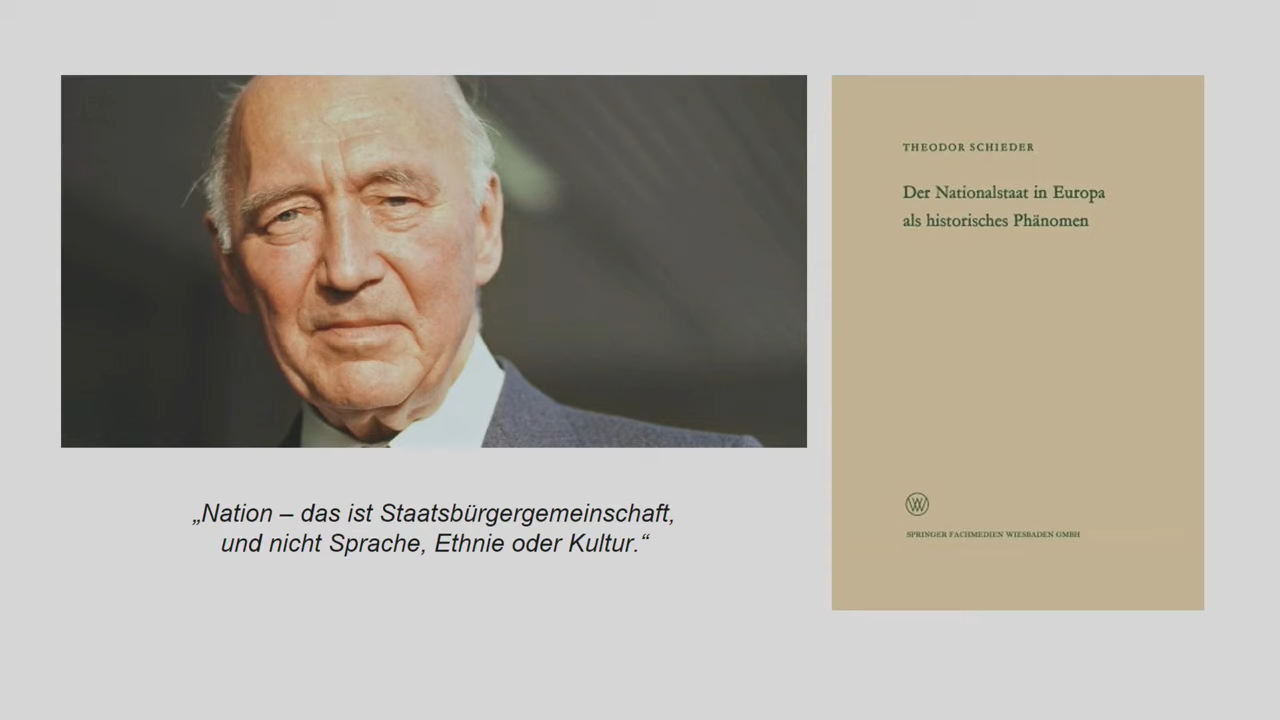 THEODOR SCHIEDER
Der Nationalstaat in Europa
als historisches Phänomen
SPRINGER FACHMEDIEN WIESBADEN GMBH
„Nation – das ist Staatsbürgergemeinschaft,
und nicht Sprache, Ethnie oder Kultur.“